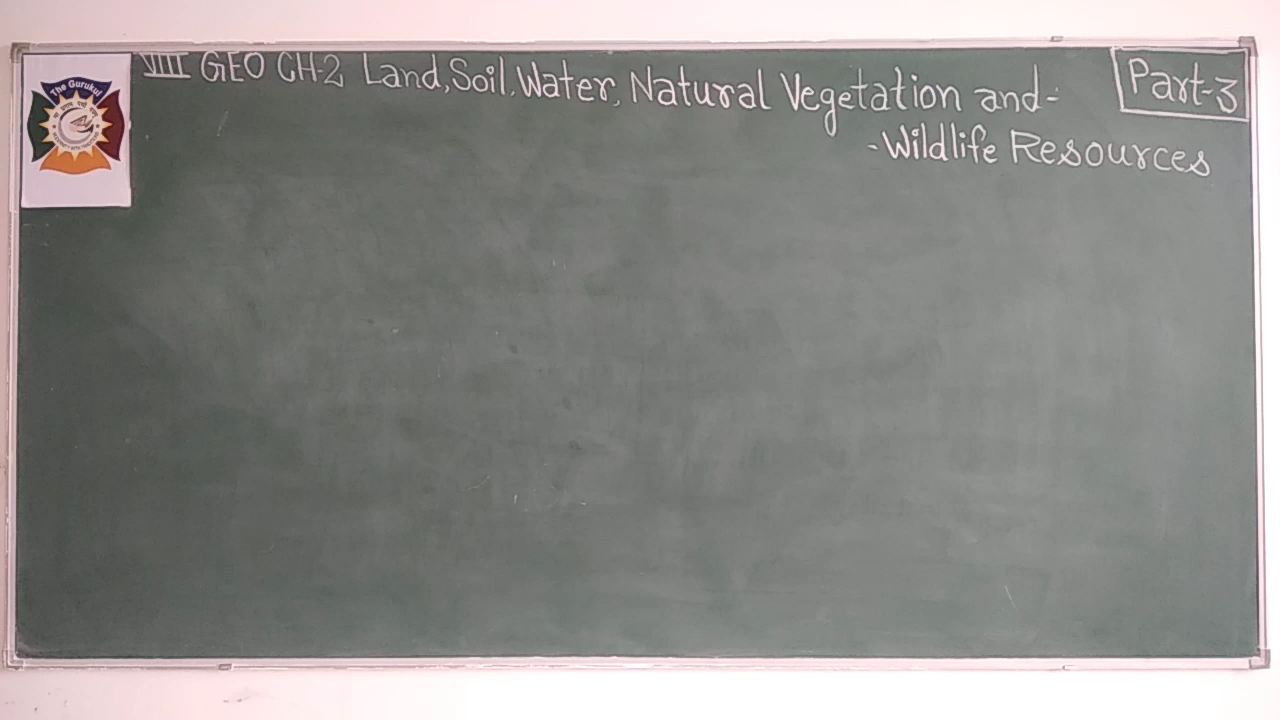 The Gurukul
VIII GEO CH-2 Land, Soil, Water, Natural Vegetation and-
Part-3
-Wildlife Resources